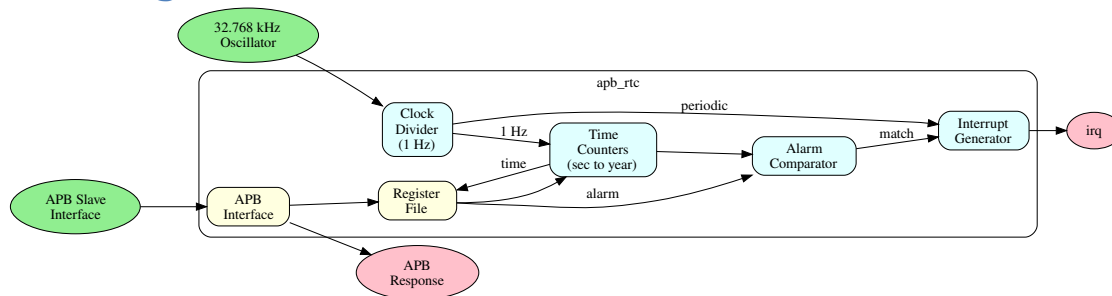 32.768 kHz
Oscillator
apb_rtc
Clock
Divider
(1 Hz)
periodic
1 Hz
Time
Counters
(sec to year)
time
Alarm
Comparator
match
Interrupt
Generator
irq
APB Slave
Interface
APB
Interface
Register
File
alarm
APB
Response